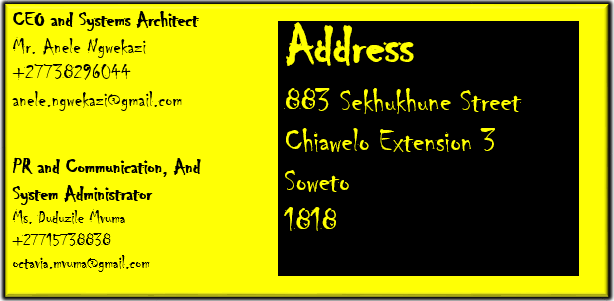 CEO and Systems Architect
Mr. Anele Ngwekazi
+27738296044
anele.ngwekazi@gmail.com
PR and Communication, And
System Administrator
Ms. Duduzile Mvuma
+27715738838
octavia.mvuma@gmail.com
Address
883 Sekhukhune Street
Chiawelo Extension 3
Soweto
1818